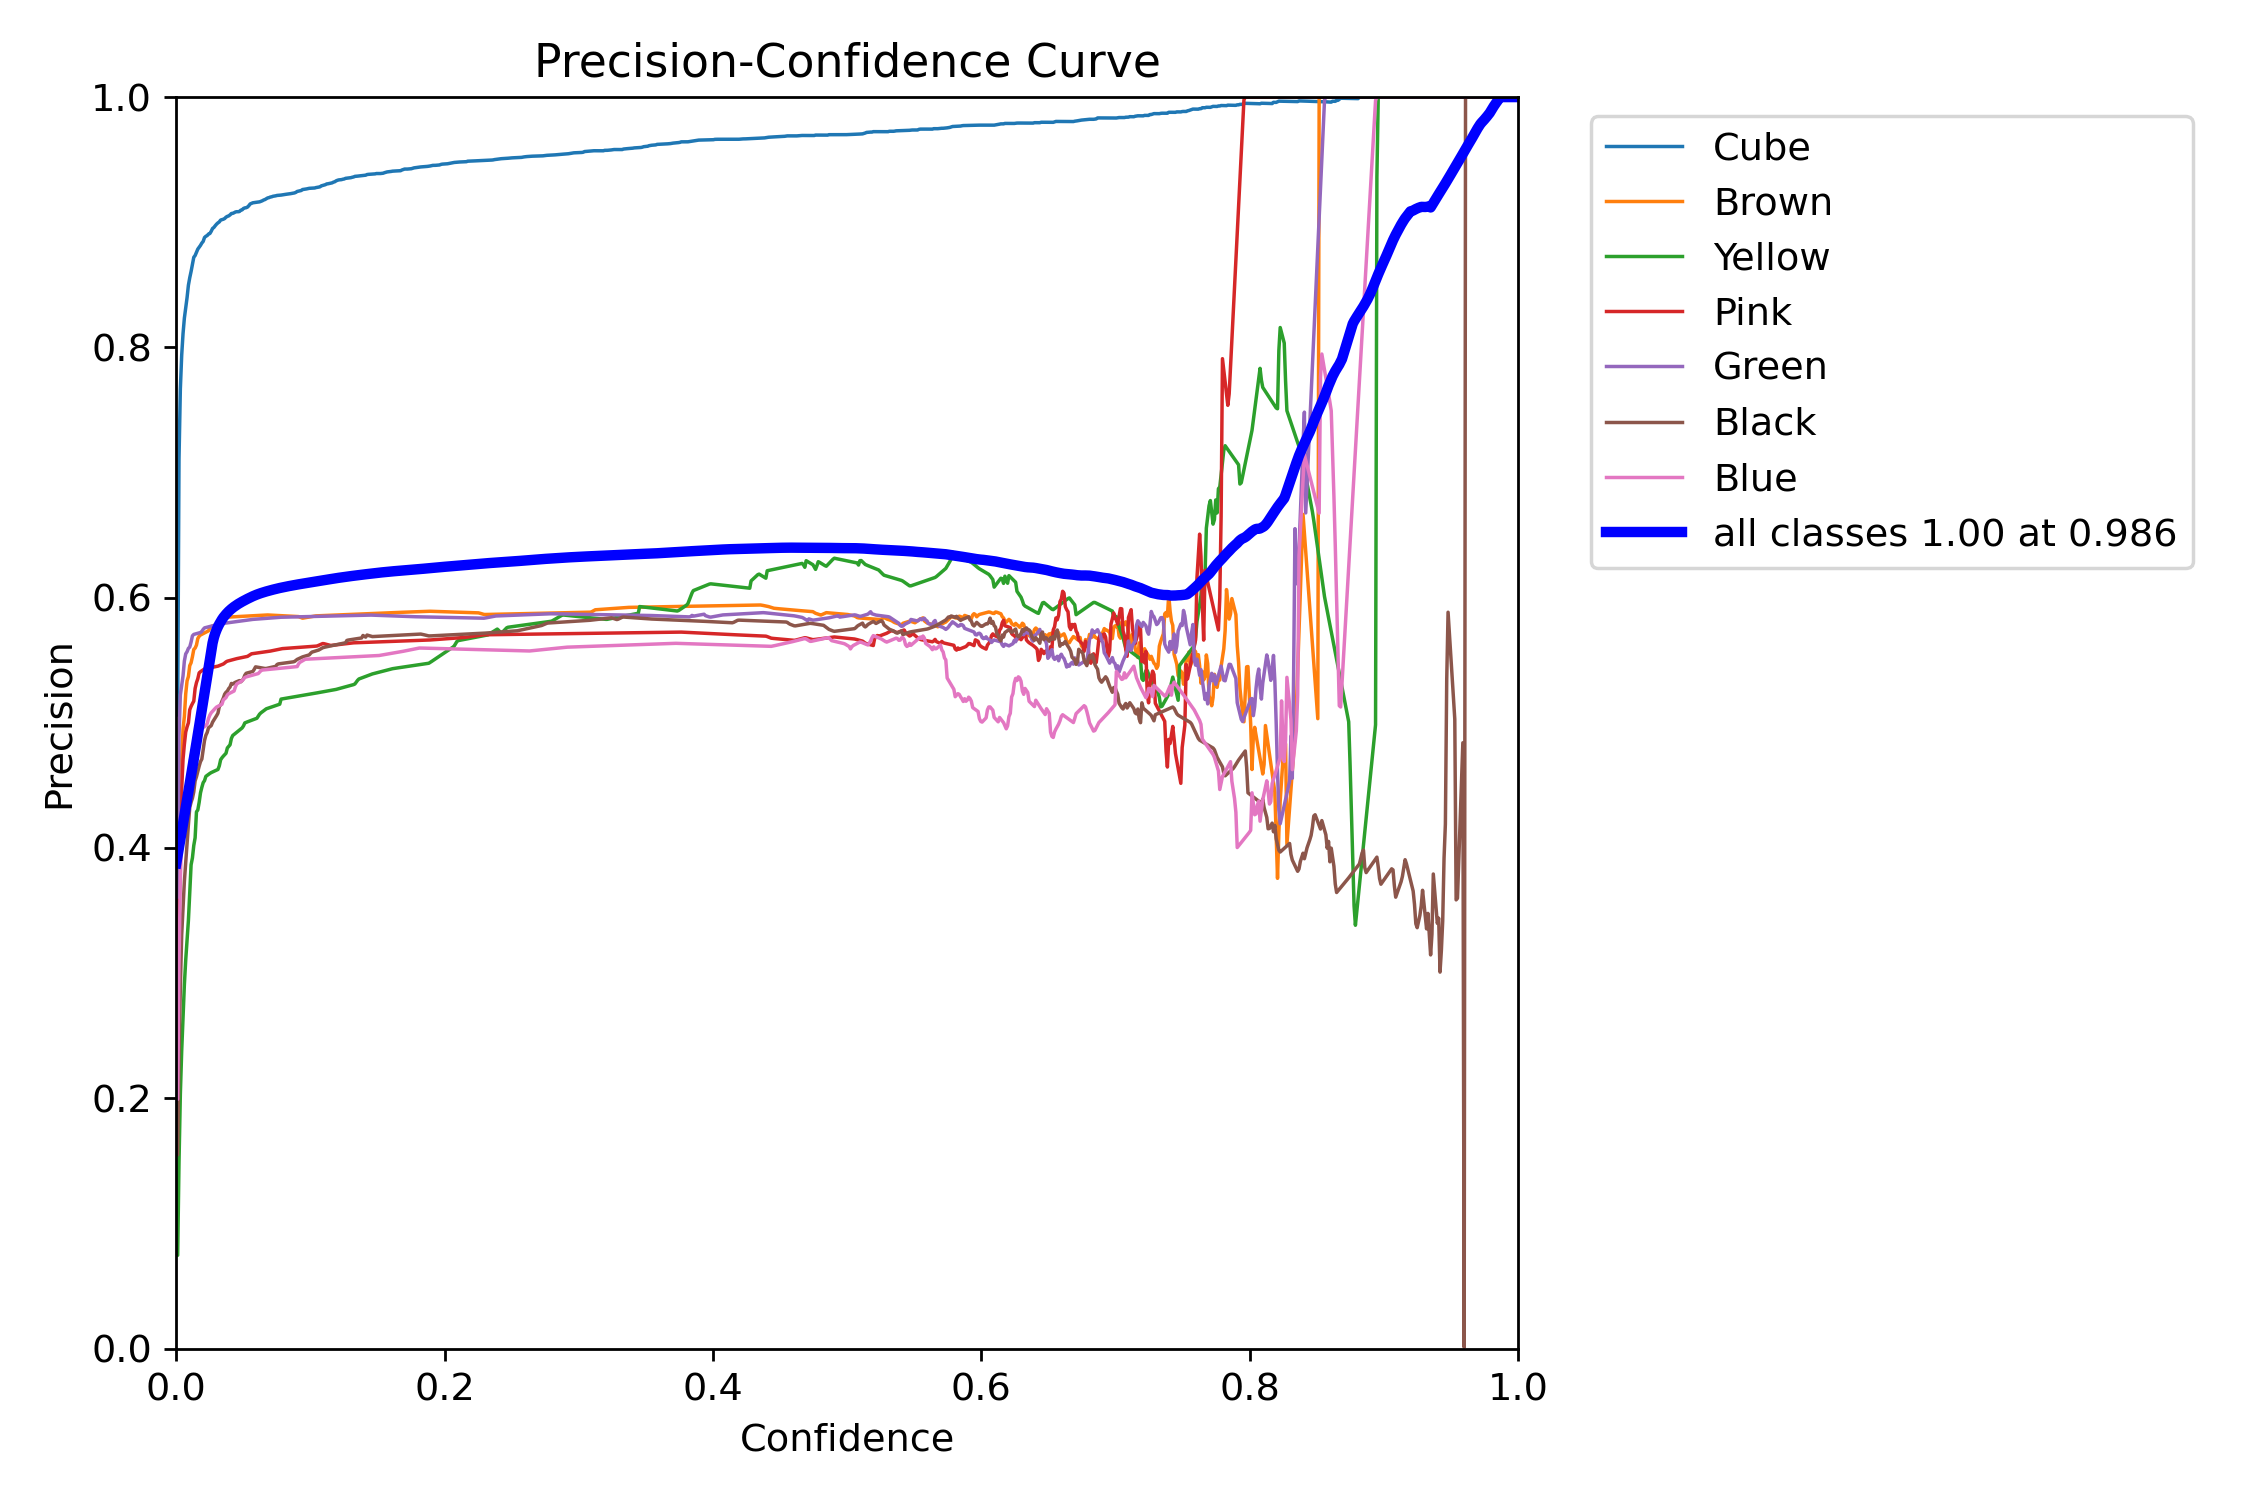 Precision-Confidence Curve
1.0
0.8
0.6
0.4
0.2
0.0
Precision
0.0 0.2 0.4 0.6 0.8 1.0
Confidence
Cube
Brown
Yellow
Pink
Green
Black
Blue
all classes 1.00 at 0.986